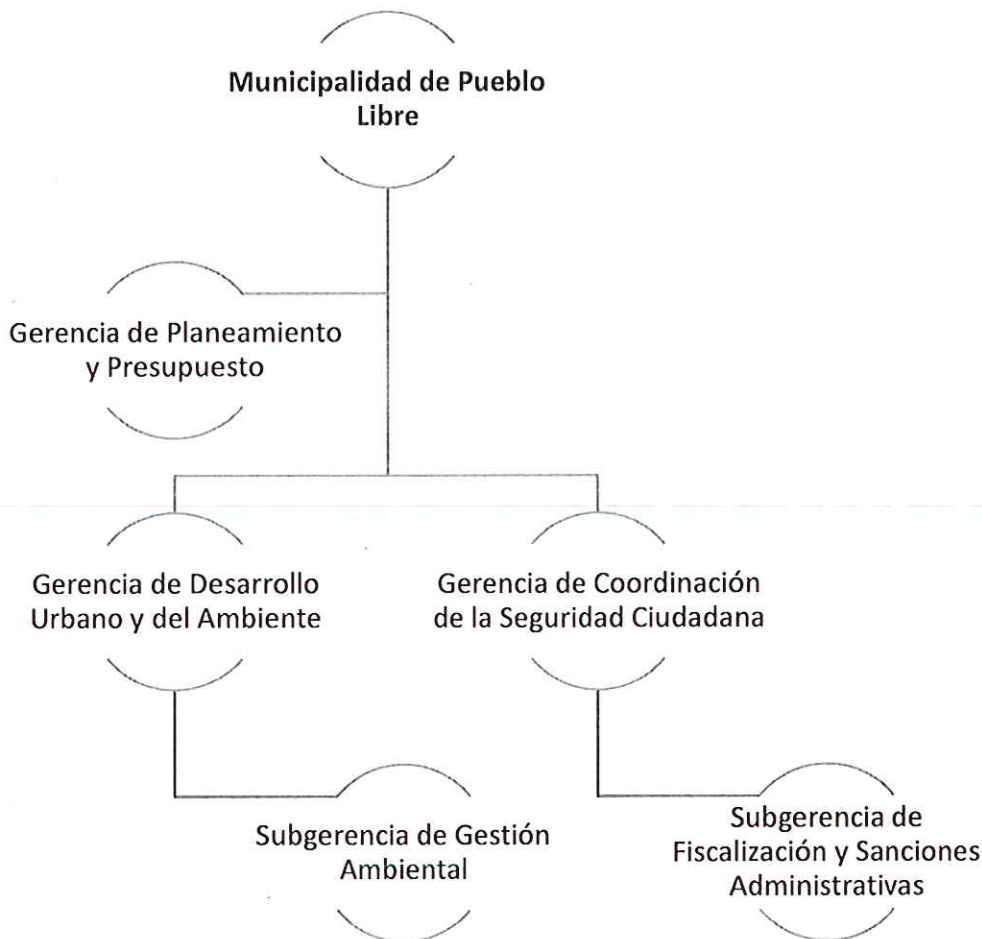 Municipalidad de Pueblo
Libre
Gerencia de Planeamiento
y Presupuesto
Gerencia de Desarrollo
Urbano y del Ambiente
Gerencia de Coordinación
de la Seguridad Ciudadana
Subgerencia de Gestión
Ambiental
Subgerencia de
Fiscalización y Sanciones
Administrativas